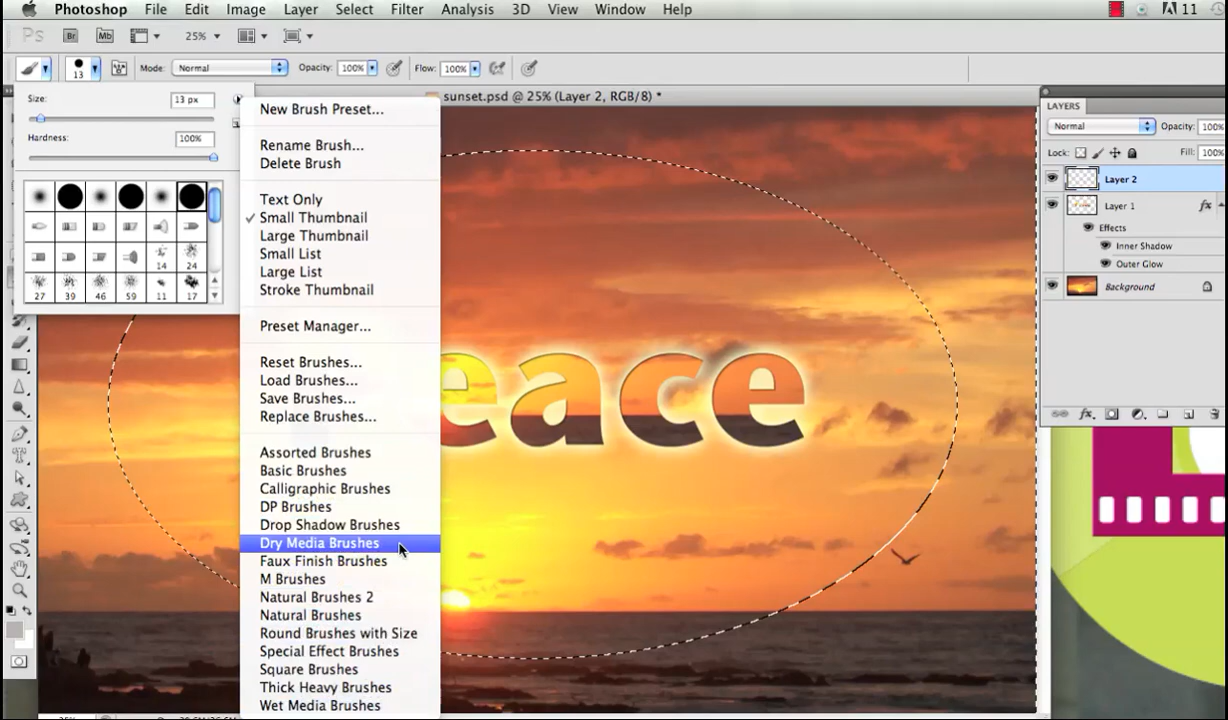 Photoshop File Edit Image Layer Select Filter Analysis 3D View Window Help 11
Ps Br Mb 25%
13 Mode: Normal Opacity: 100% Flow: 100%
Size: 13 px
Hardness: 100%
14 24
27 39 46 59 11 17
New Brush Preset...
Rename Brush...
Delete Brush
Text Only
✓ Small Thumbnail
Large Thumbnail
Small List
Large List
Stroke Thumbnail
Preset Manager...
Reset Brushes...
Load Brushes...
Save Brushes...
Replace Brushes...
Assorted Brushes
Basic Brushes
Calligraphic Brushes
DP Brushes
Drop Shadow Brushes
Dry Media Brushes
Faux Finish Brushes
M Brushes
Natural Brushes 2
Natural Brushes
Round Brushes with Size
Special Effect Brushes
Square Brushes
Thick Heavy Brushes
Wet Media Brushes
sunset.psd @ 25% (Layer 2, RGB/8) *
eace
LAYERS
Normal Opacity: 100%
Lock: Fill: 100%
Layer 2
Layer 1 fx
Effects
Inner Shadow
Outer Glow
Background
fx.